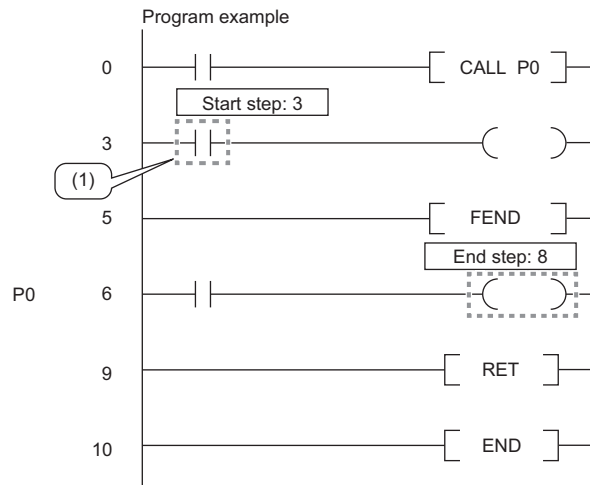 Program example
0 CALL P0
Start step: 3
3
(1)
5 FEND
End step: 8
P0 6
9 RET
10 END